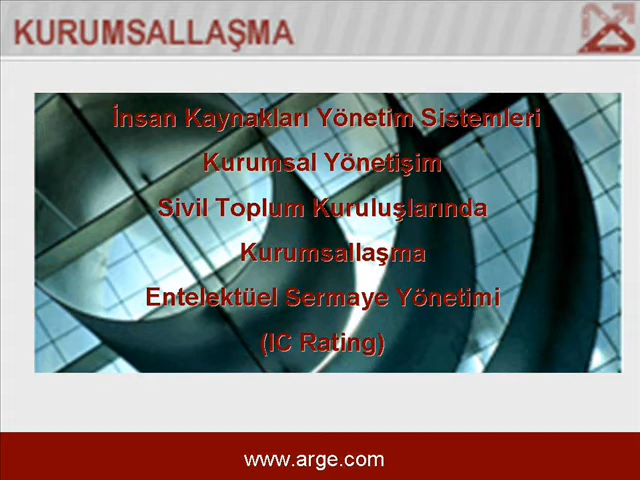 KURUMSALLAŞMA
İnsan Kaynakları Yönetim Sistemleri
Kurumsal Yönetişim
Sivil Toplum Kuruluşlarında
Kurumsallaşma
Entelektüel Sermaye Yönetimi
(IC Rating)
www.arge.com